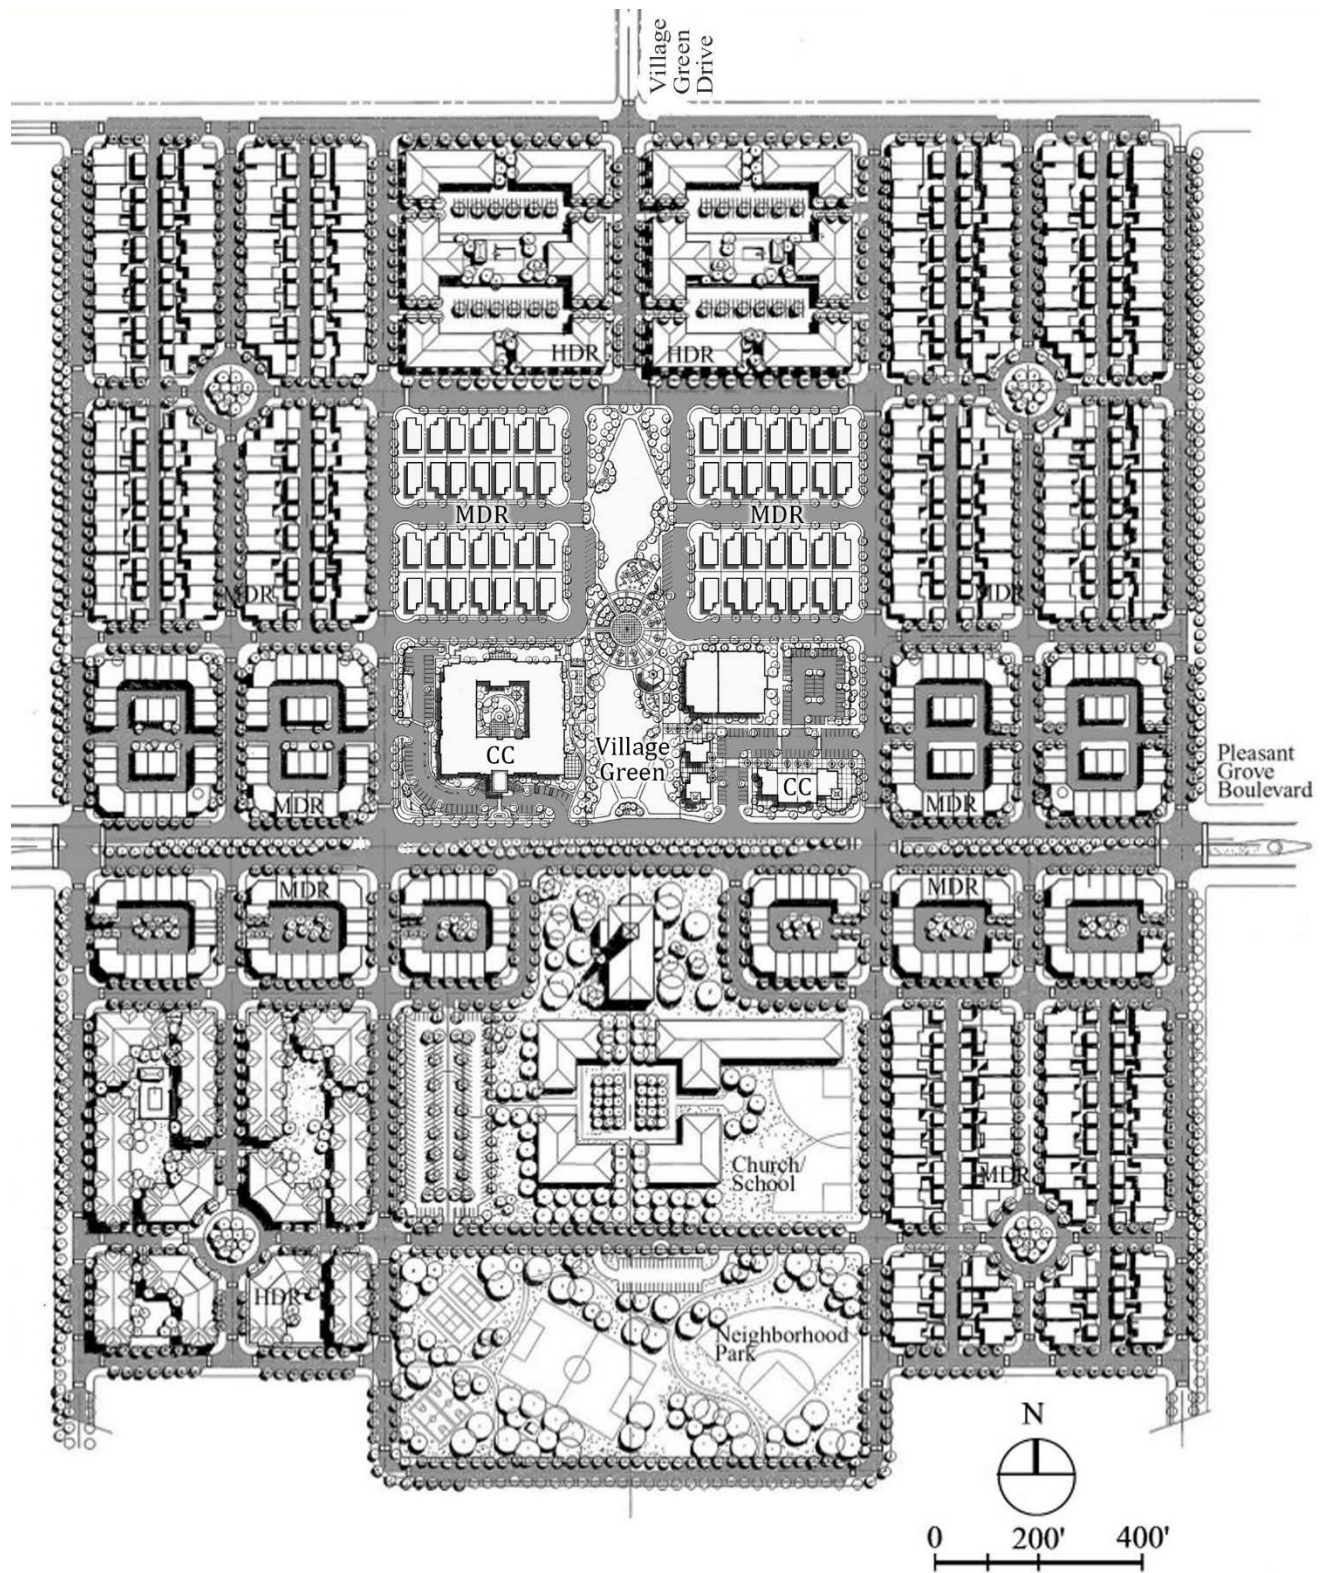 Village
Green
Drive
HDR
HDR
MDR
MDR
MDR
MDR
CC
Village
Green
CC
Pleasant
Grove
Boulevard
MDR
MDR
MDR
MDR
Church/
School
MDR
HDR
Neighborhood
Park
N
0 200' 400'